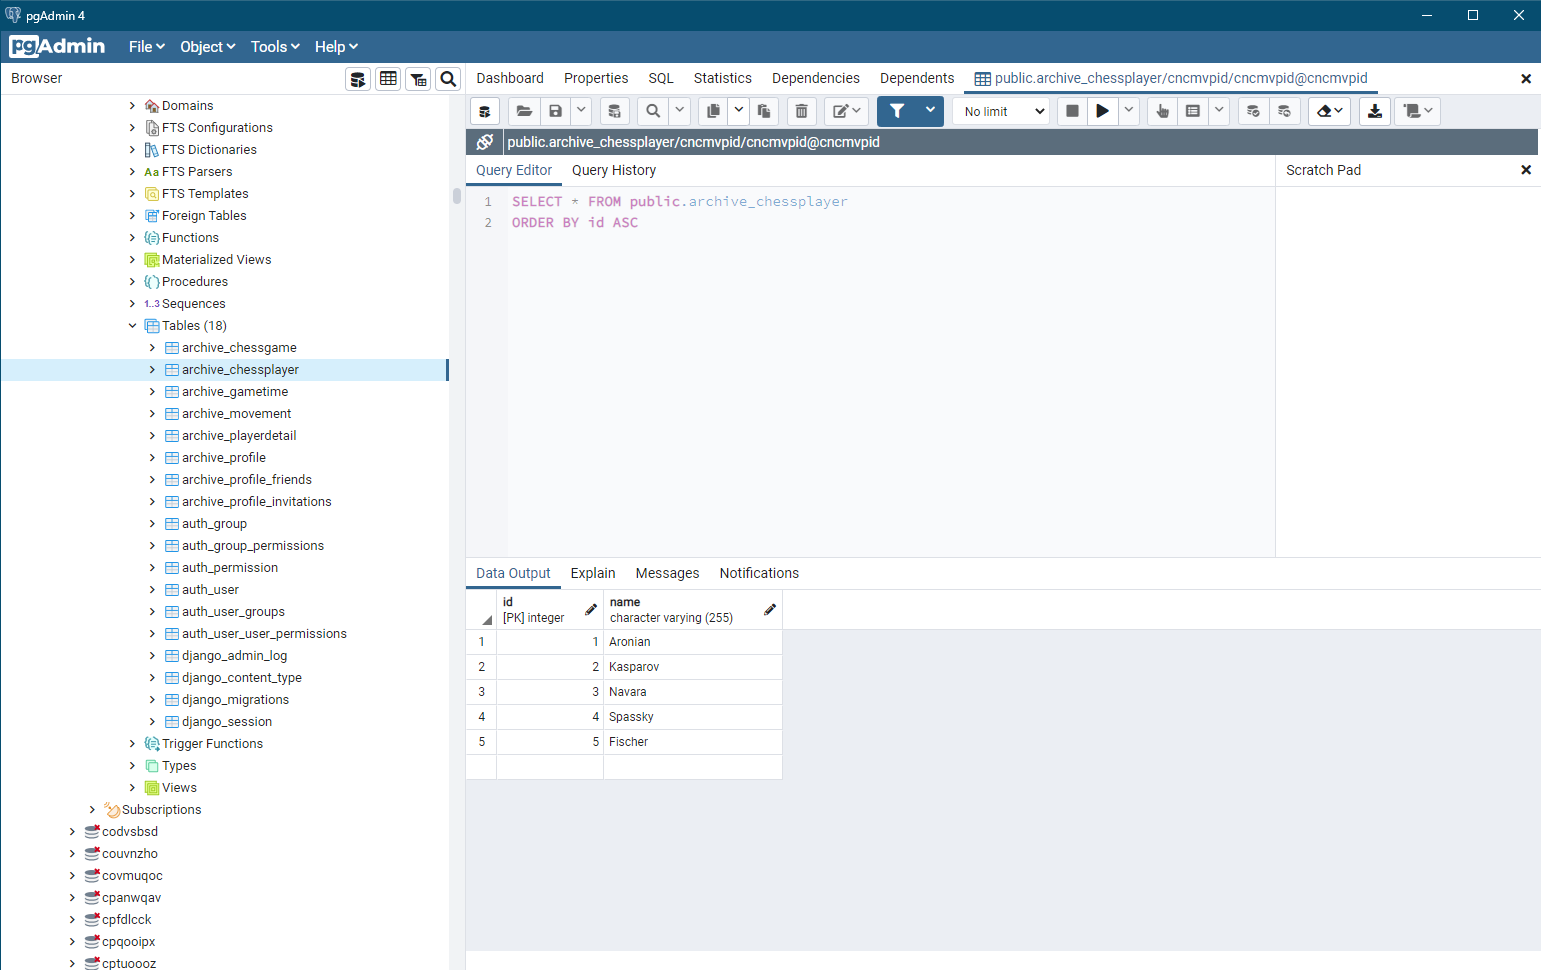 pgAdmin 4
pgAdmin File Object Tools Help
Browser
Dashboard Properties SQL Statistics Dependencies Dependents public.archive_chessplayer/cncmvpid/cncmvpid@cncmvpid
No limit
public.archive_chessplayer/cncmvpid/cncmvpid@cncmvpid
Query Editor Query History
Scratch Pad
1 SELECT * FROM public.archive_chessplayer
2 ORDER BY id ASC
Domains
FTS Configurations
FTS Dictionaries
Aa FTS Parsers
FTS Templates
Foreign Tables
Functions
Materialized Views
Procedures
1..3 Sequences
Tables (18)
archive_chessgame
archive_chessplayer
archive_gametime
archive_movement
archive_playerdetail
archive_profile
archive_profile_friends
archive_profile_invitations
auth_group
auth_group_permissions
auth_permission
auth_user
auth_user_groups
auth_user_user_permissions
django_admin_log
django_content_type
django_migrations
django_session
Trigger Functions
Types
Views
Subscriptions
codvsbsd
couvnzho
covmuqoc
cpanwqav
cpfdlcck
cpqooipx
cptuoooz
Data Output Explain Messages Notifications
id name
[PK] integer character varying (255)
1 1 Aronian
2 2 Kasparov
3 3 Navara
4 4 Spassky
5 5 Fischer